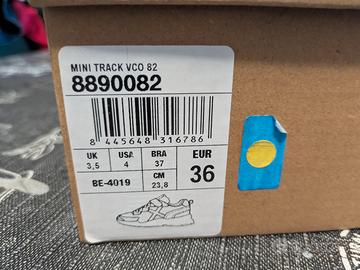 MINI TRACK VCO 82
8890082
8 445648 316786
UK USA BRA EUR
3,5 4 37 36
BE-4019 CM
23,8